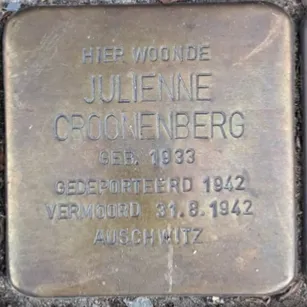 HIER WOONDE
JULIENNE
CROONENBERG
GEB. 1933
GEDEPORTEERD 1942
VERMOORD 31.8.1942
AUSCHWITZ